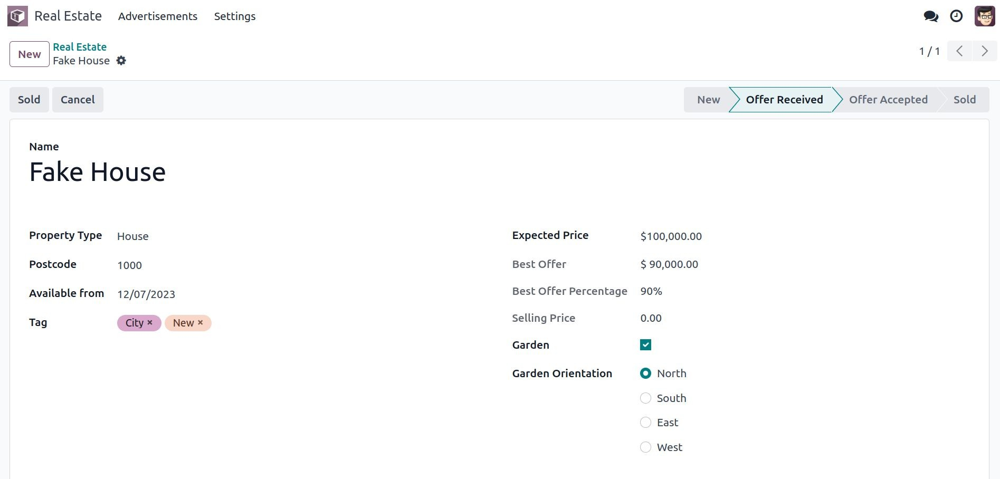 Real Estate Advertisements Settings
New Real Estate
Fake House
1 / 1
Sold Cancel New Offer Received Offer Accepted Sold
Name
Fake House
Property Type House
Postcode 1000
Available from 12/07/2023
Tag City × New ×
Expected Price $100,000.00
Best Offer $ 90,000.00
Best Offer Percentage 90%
Selling Price 0.00
Garden
Garden Orientation North
South
East
West